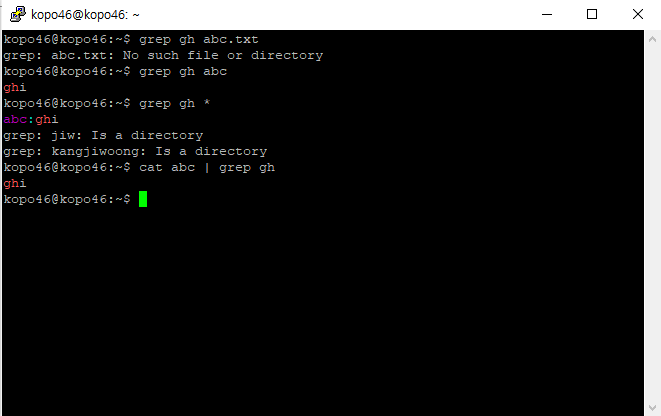 kopo46@kopo46: ~
kopo46@kopo46:~$ grep gh abc.txt
grep: abc.txt: No such file or directory
kopo46@kopo46:~$ grep gh abc
ghi
kopo46@kopo46:~$ grep gh *
abc:ghi
grep: jiw: Is a directory
grep: kangjiwoong: Is a directory
kopo46@kopo46:~$ cat abc | grep gh
ghi
kopo46@kopo46:~$